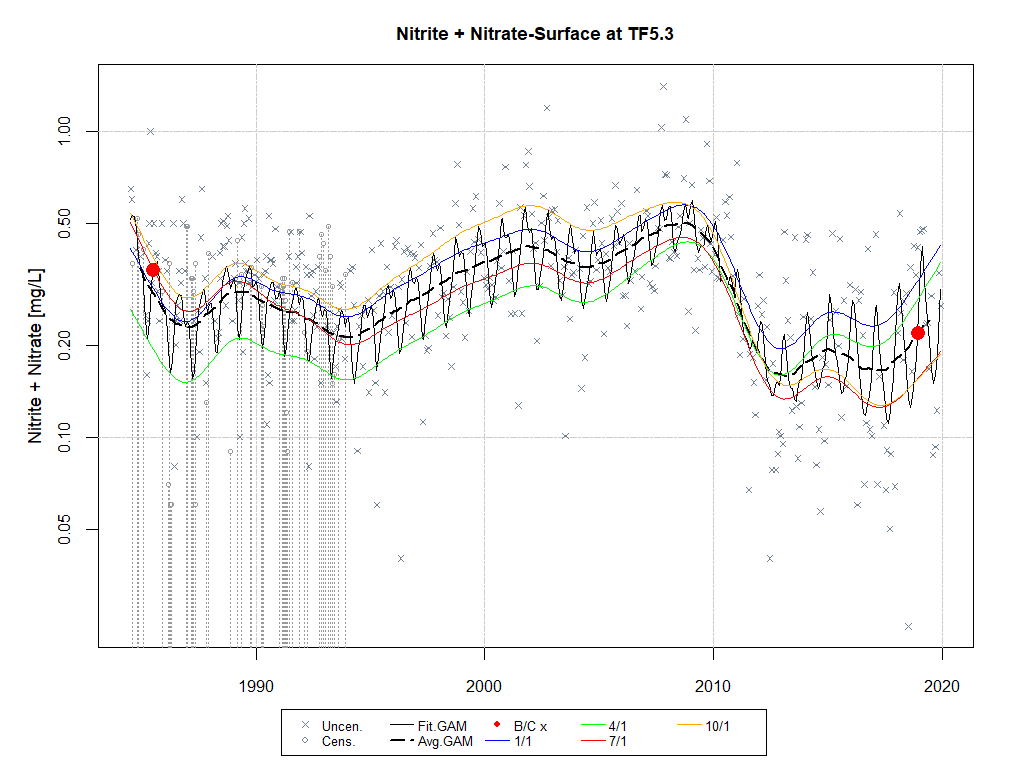 Nitrite + Nitrate-Surface at TF5.3
Nitrite + Nitrate [mg/L]
1.00
0.50
0.20
0.10
0.05
1990 2000 2010 2020
Uncen. Fit.GAM B/C x 4/1 10/1
Cens. Avg.GAM 1/1 7/1